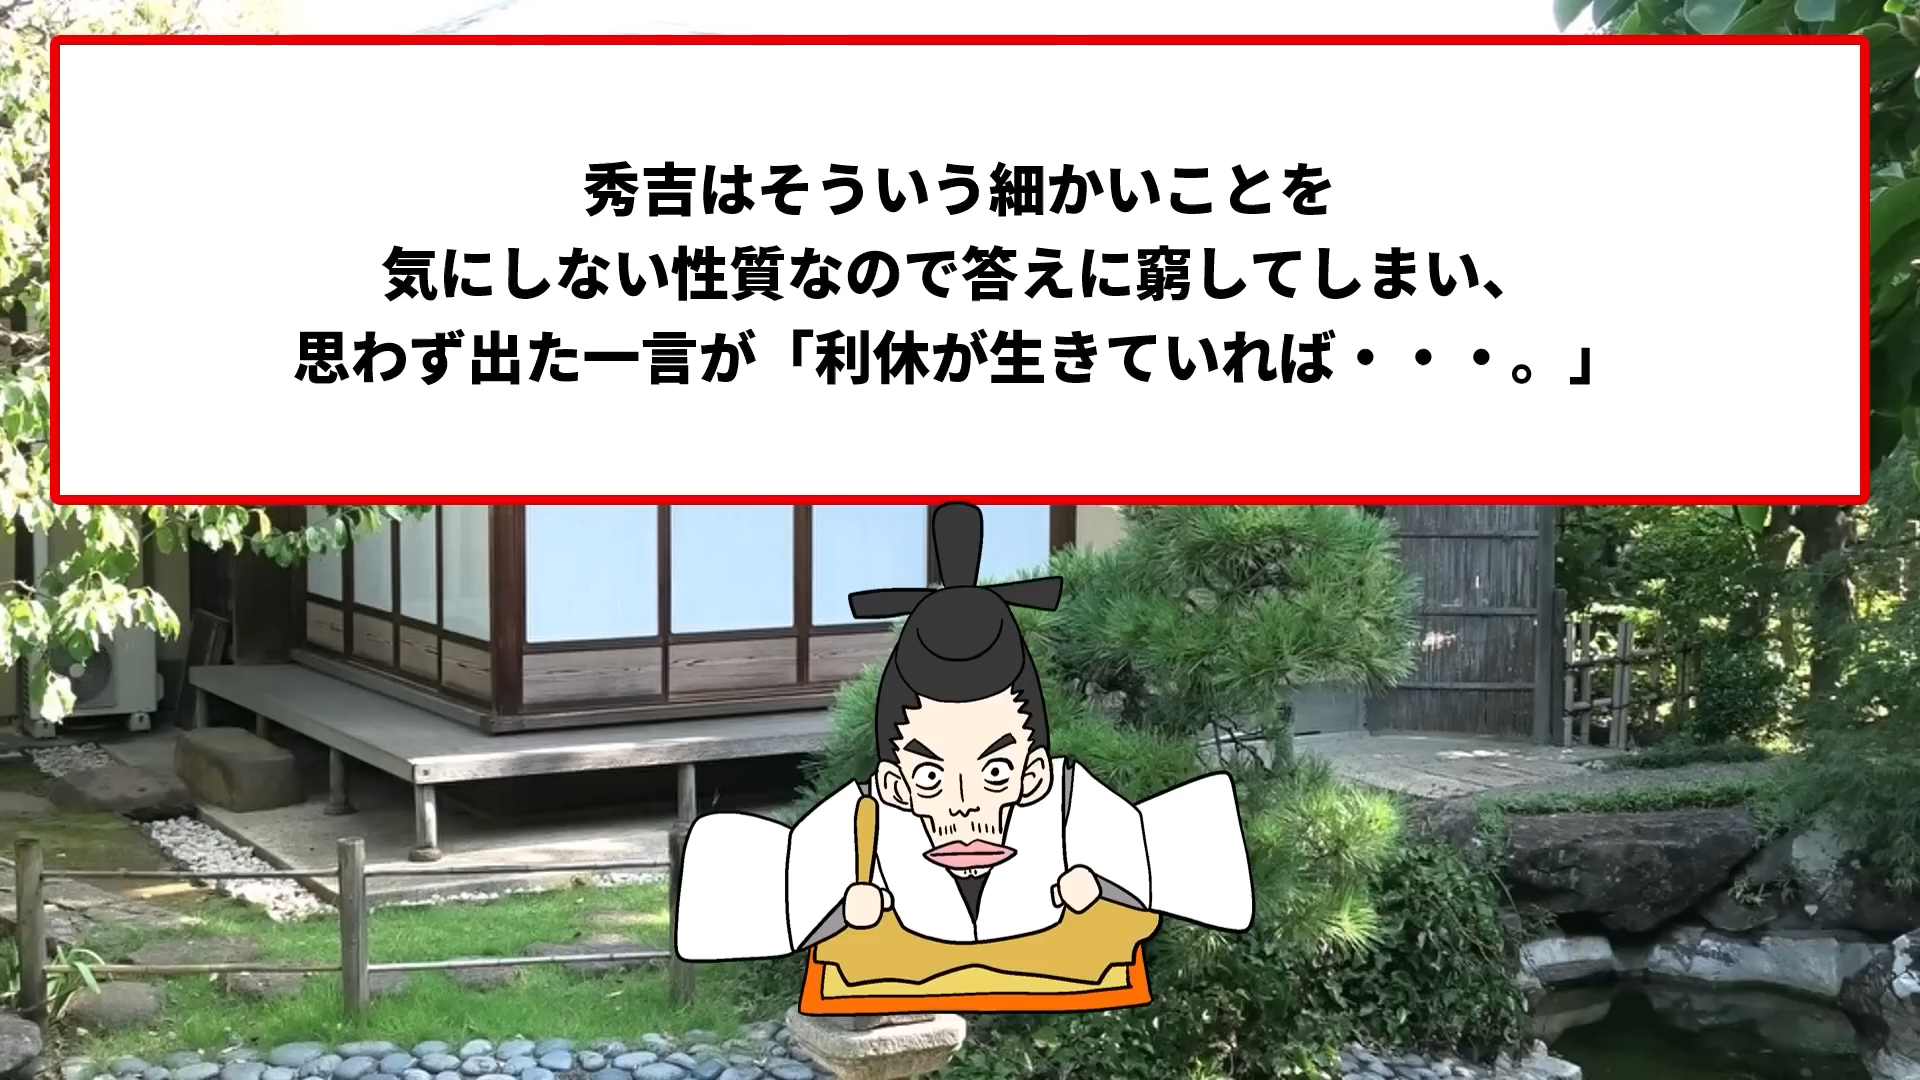 秀吉はそういう細かいことを
気にしない性質なので答えに窮してしまい、
思わず出た一言が「利休が生きていれば・・・。」